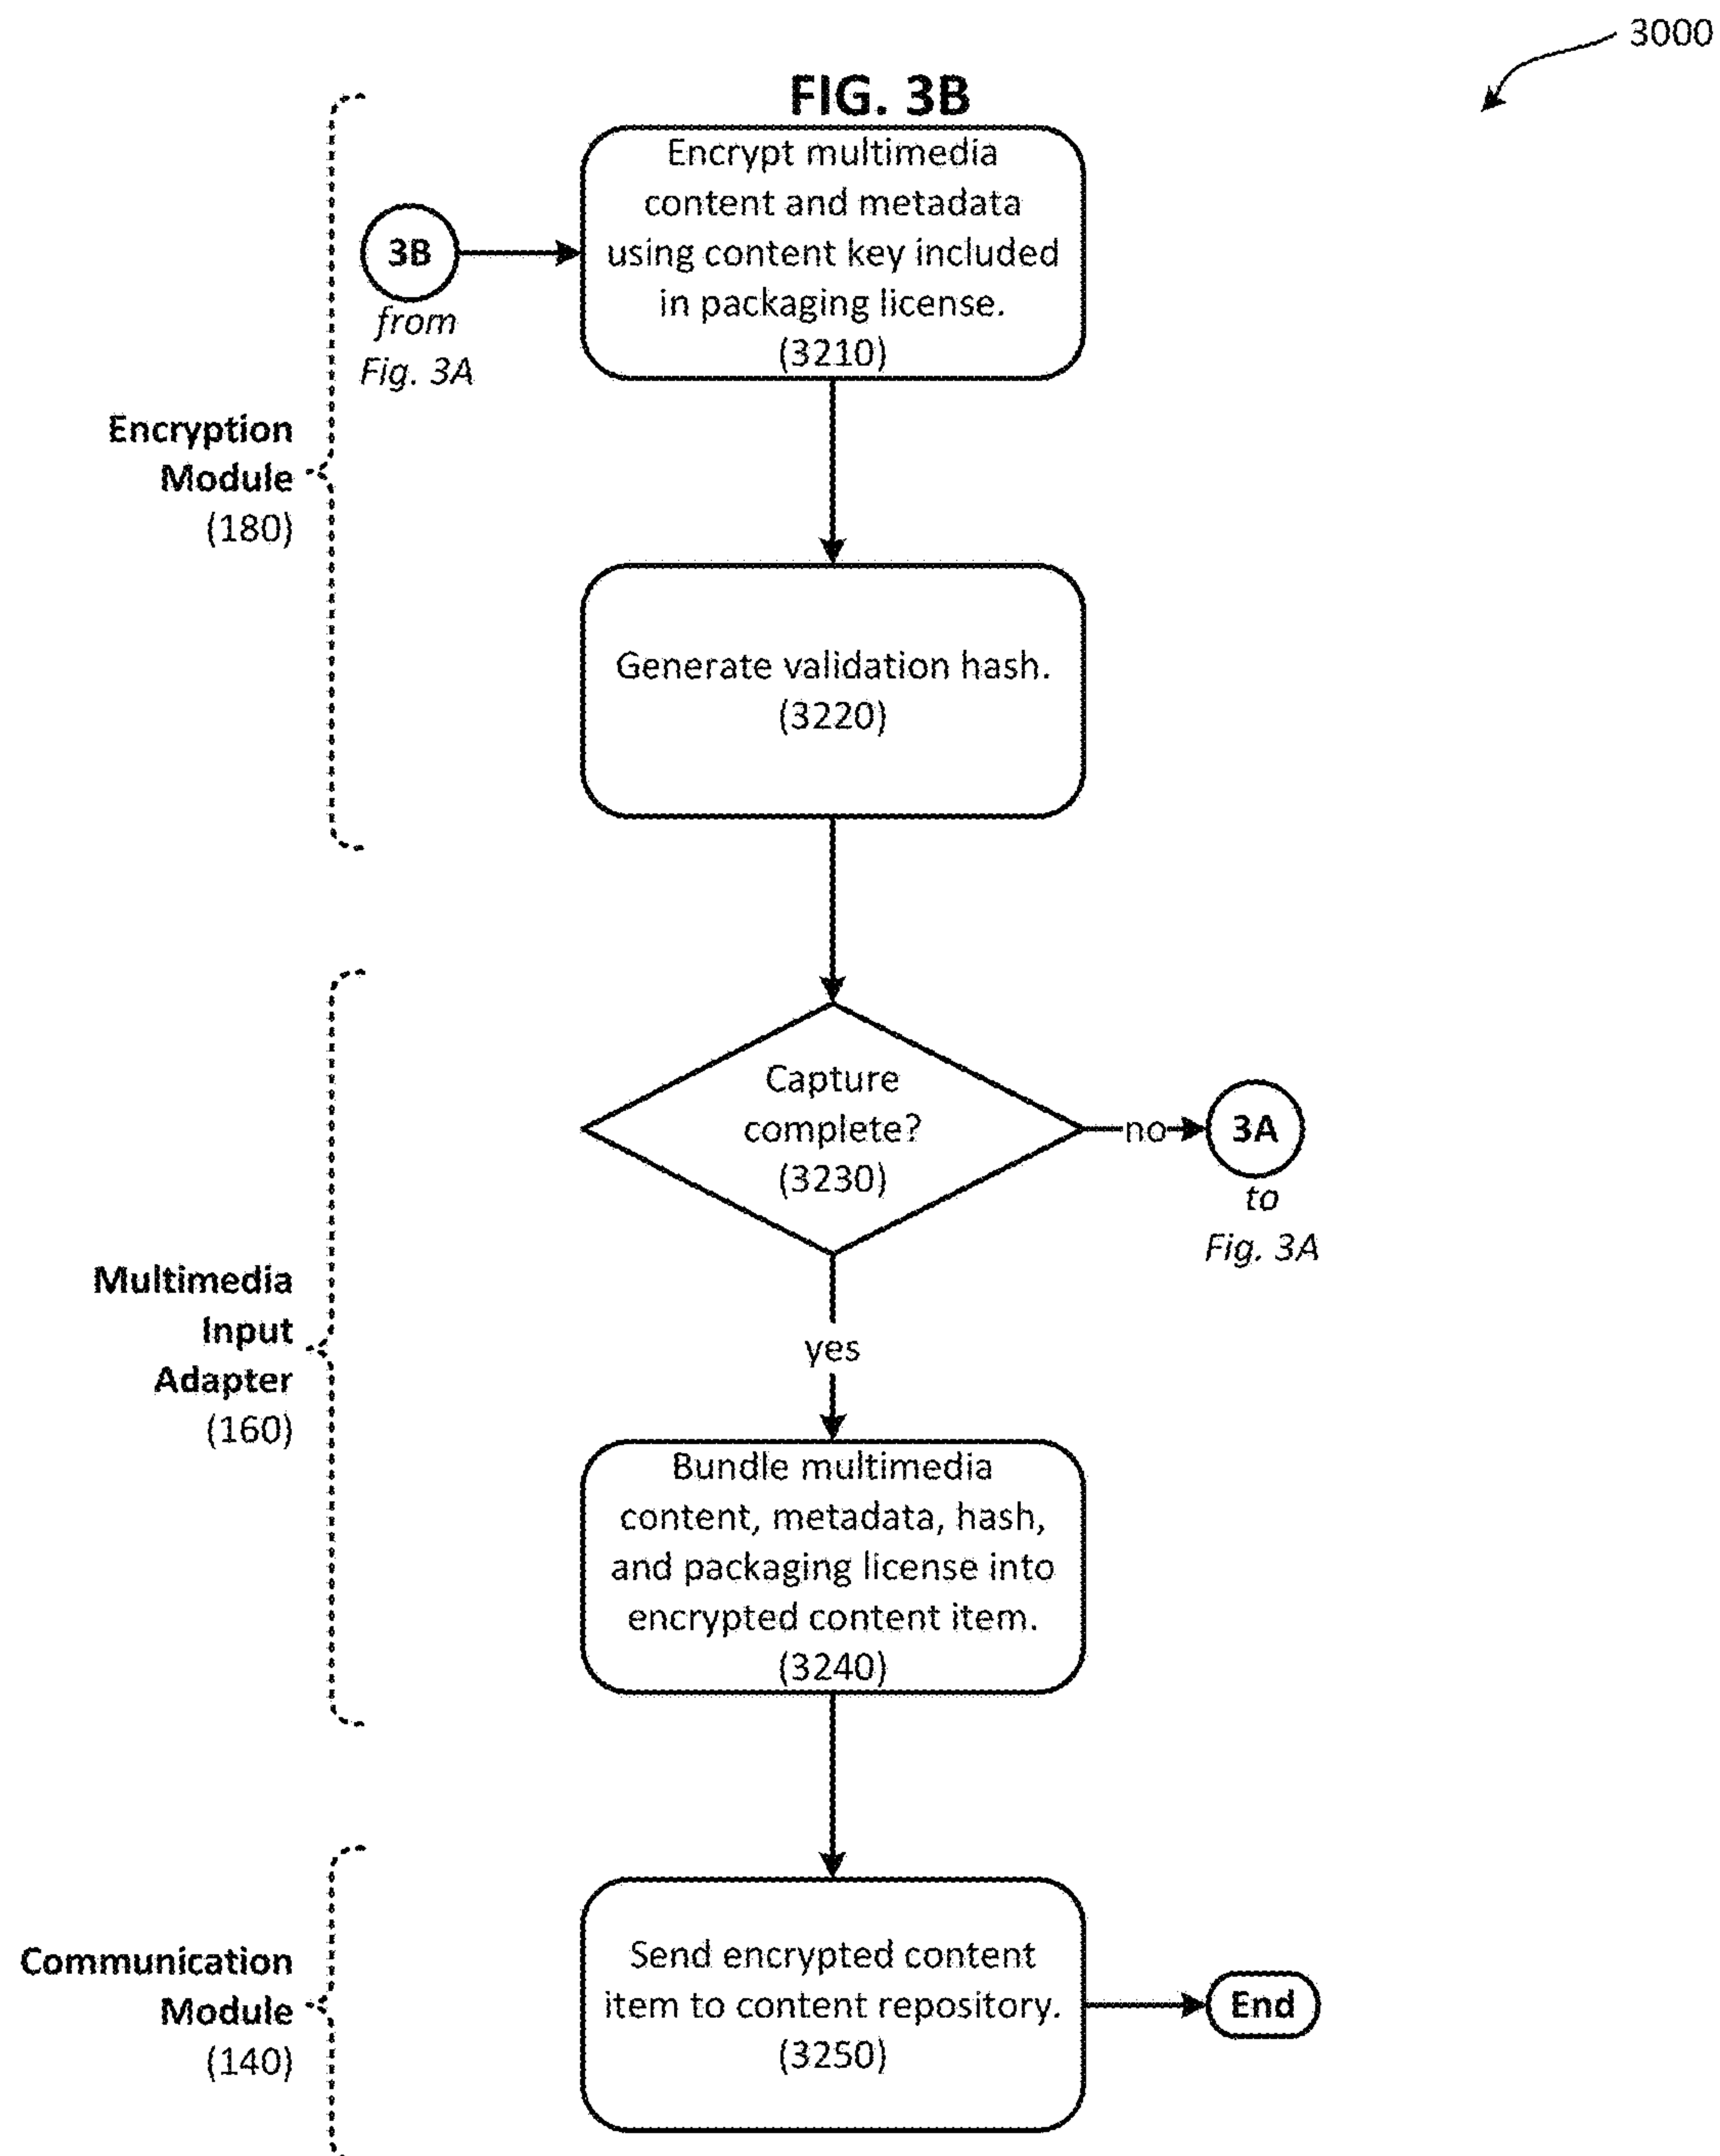 3000
FIG. 3B
Encrypt multimedia
content and metadata
using content key included
in packaging license.
(3210)
3B
from
Fig. 3A
Encryption
Module
(180)
Generate validation hash.
(3220)
Capture
complete?
(3230)
no
3A
to
Fig. 3A
Multimedia
Input
Adapter
(160)
yes
Bundle multimedia
content, metadata, hash,
and packaging license into
encrypted content item.
(3240)
Communication
Module
(140)
Send encrypted content
item to content repository.
(3250)
End